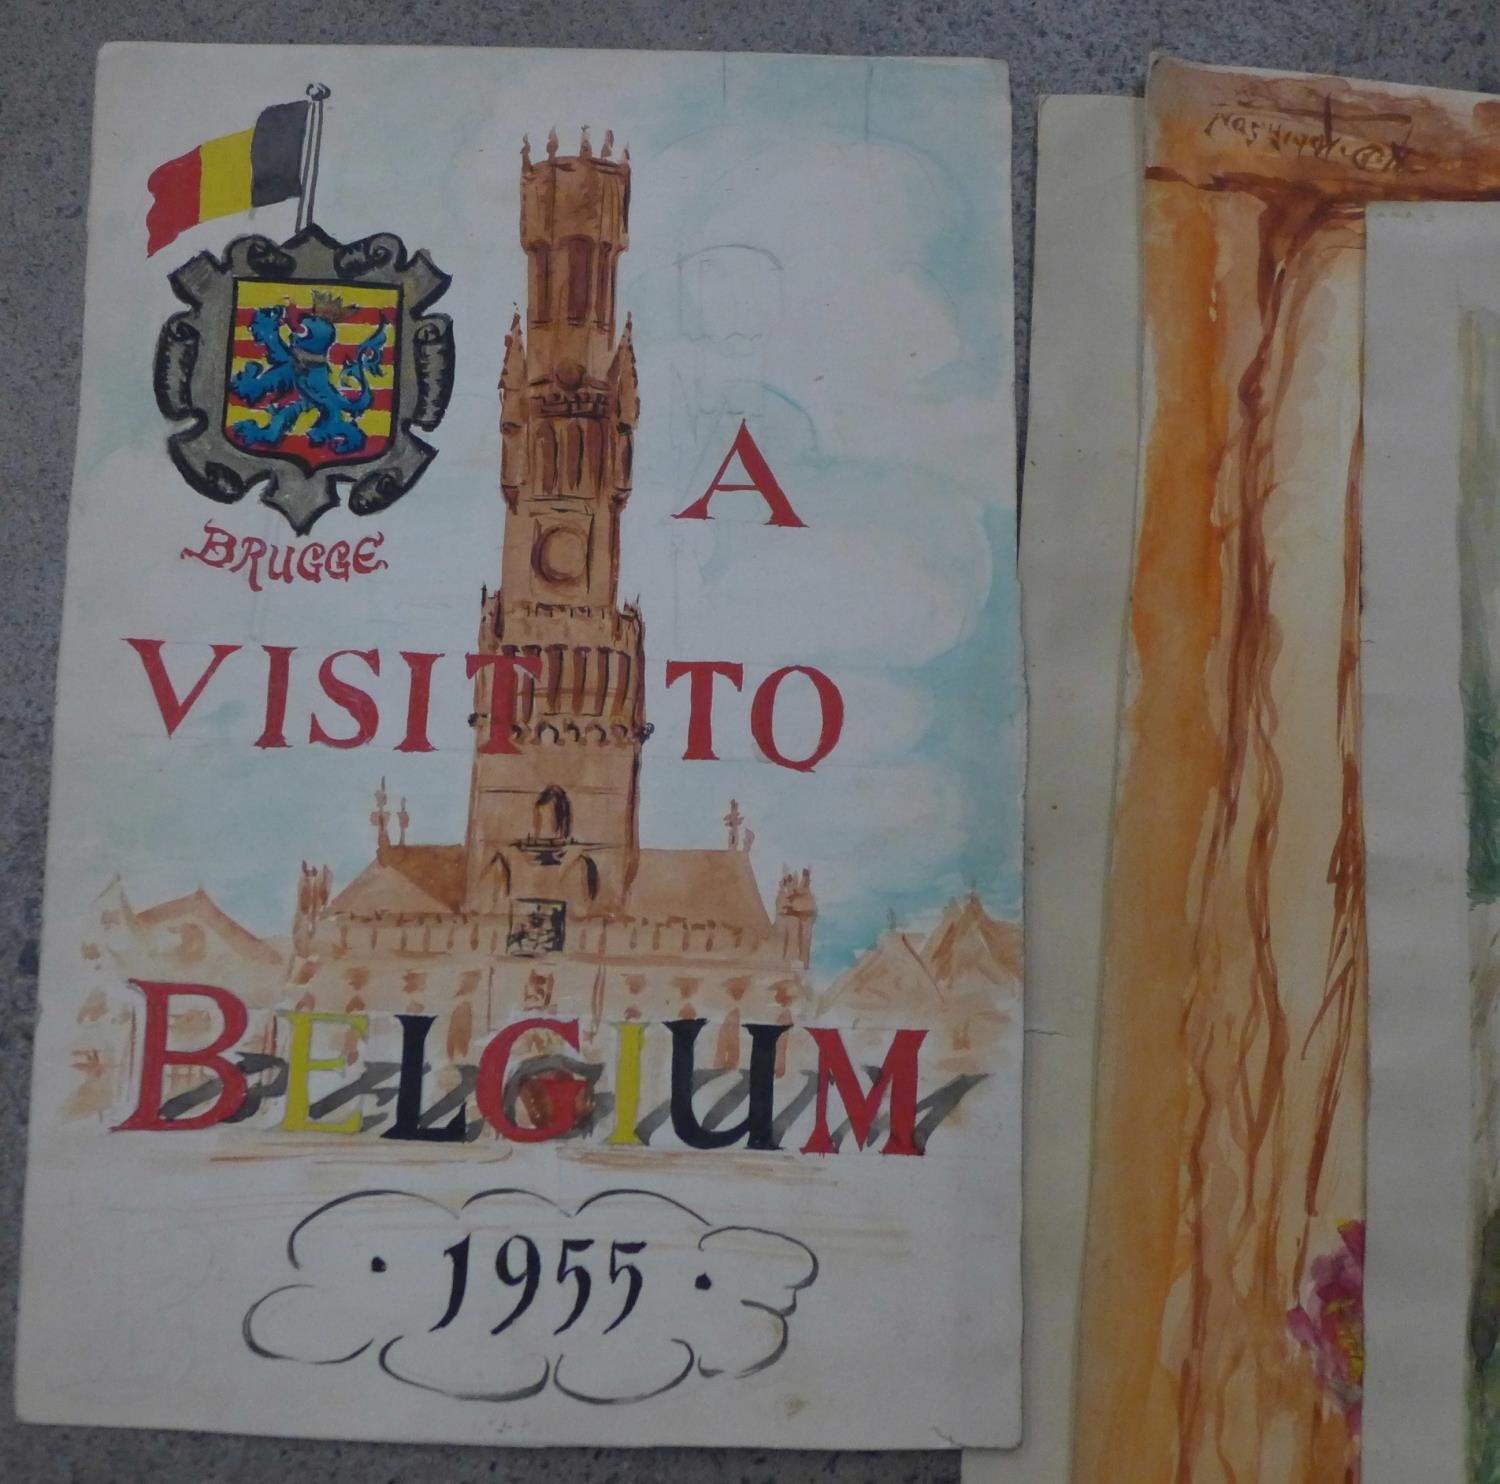 BRUGGE
A
VISIT TO
BELGIUM
· 1955 ·